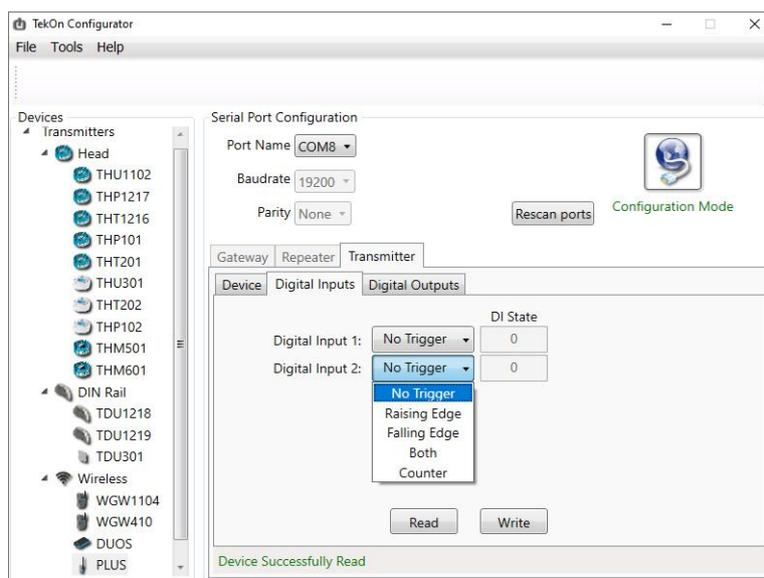 TekOn Configurator
File Tools Help
Devices
Transmitters
Head
THU1102
THP1217
THT1216
THP101
THT201
THU301
THT202
THP102
THM501
THM601
DIN Rail
TDU1218
TDU1219
TDU301
Wireless
WGW1104
WGW410
DUOS
PLUS
Serial Port Configuration
Port Name COM8
Baudrate 19200
Parity None
Rescan ports
Configuration Mode
Gateway Repeater Transmitter
Device Digital Inputs Digital Outputs
DI State
Digital Input 1: No Trigger 0
Digital Input 2: No Trigger 0
No Trigger
Raising Edge
Falling Edge
Both
Counter
Read Write
Device Successfully Read